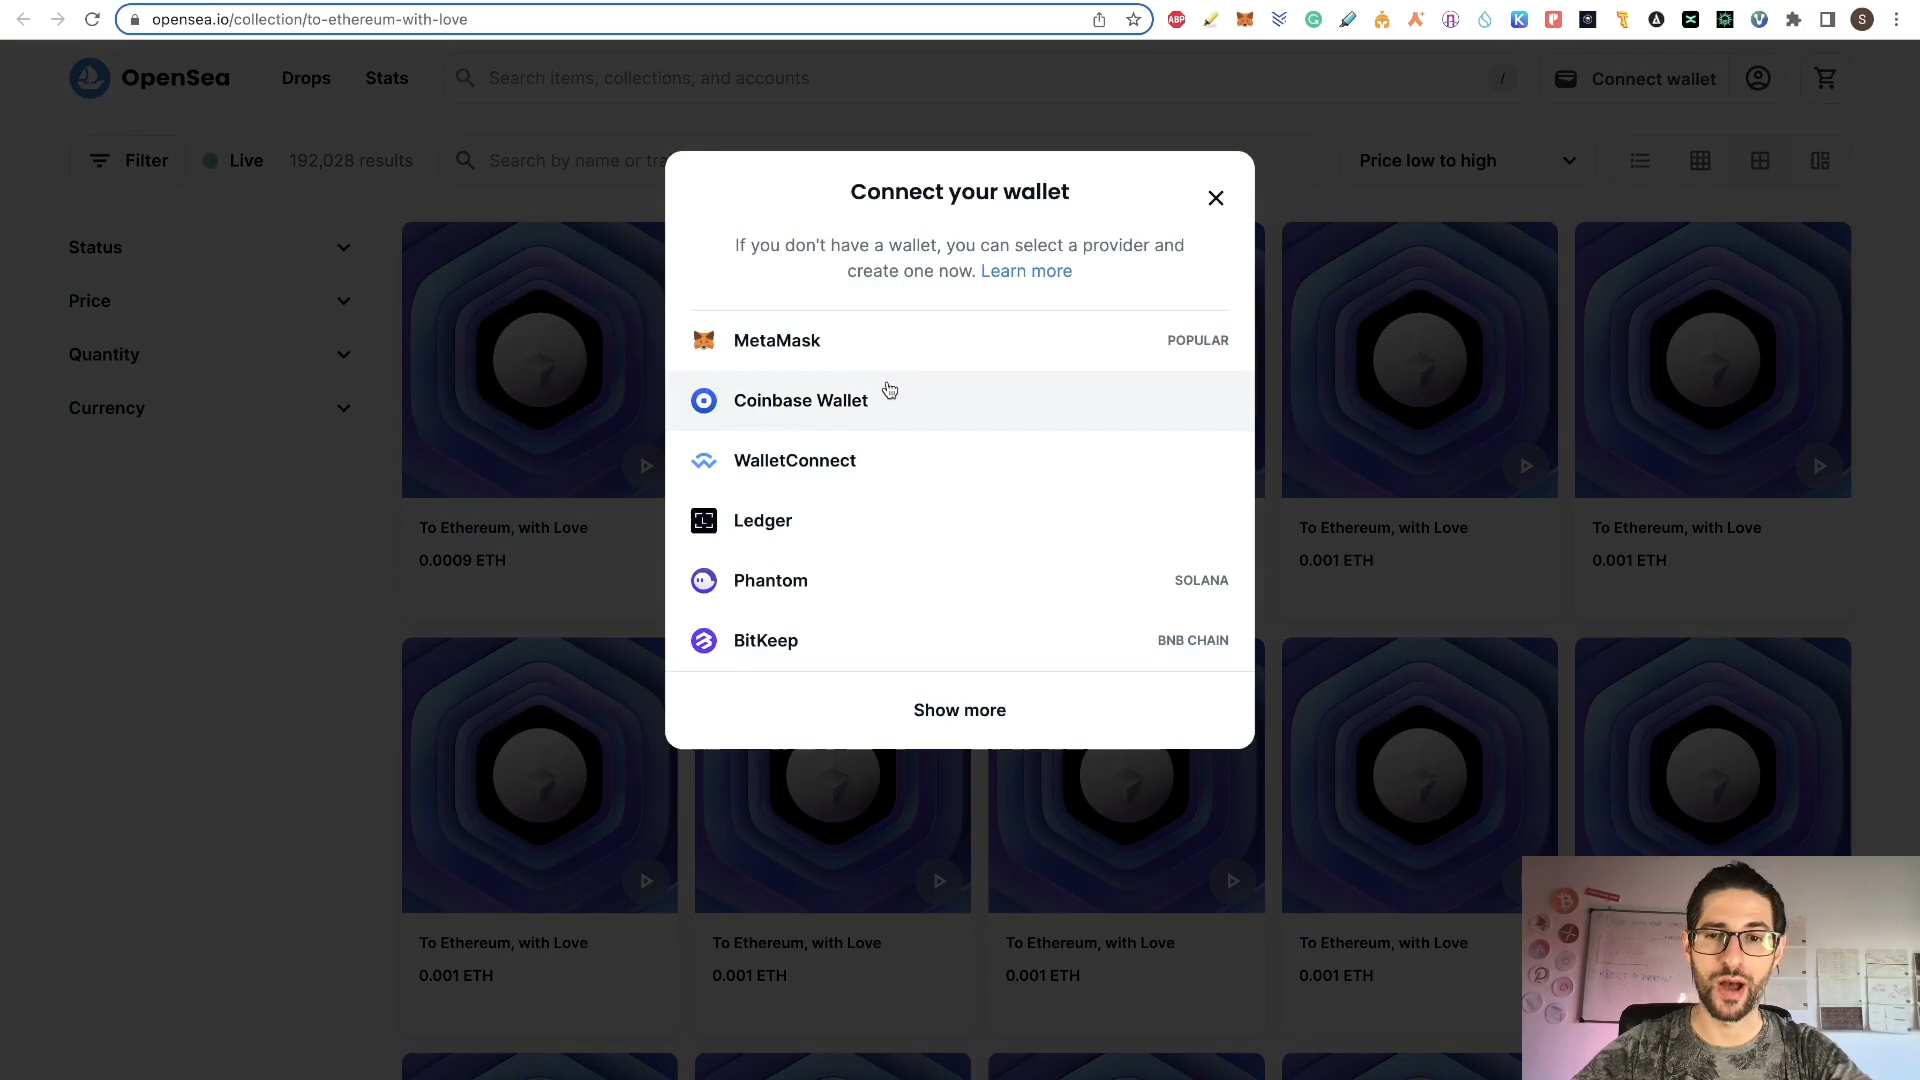 opensea.io/collection/to-ethereum-with-love
ABP
S
OpenSea
Drops
Stats
Search items, collections, and accounts
/
Connect wallet
Filter
Live
192,028 results
Search by name or tra
Price low to high
Status
Price
Quantity
Currency
Connect your wallet
If you don't have a wallet, you can select a provider and
create one now. Learn more
MetaMask
POPULAR
Coinbase Wallet
WalletConnect
Ledger
Phantom
SOLANA
BitKeep
BNB CHAIN
Show more
To Ethereum, with Love
0.0009 ETH
To Ethereum, with Love
0.001 ETH
To Ethereum, with Love
0.001 ETH
To Ethereum, with Love
0.001 ETH
To Ethereum, with Love
0.001 ETH
To Ethereum, with Love
0.001 ETH
To Ethereum, with Love
0.001 ETH